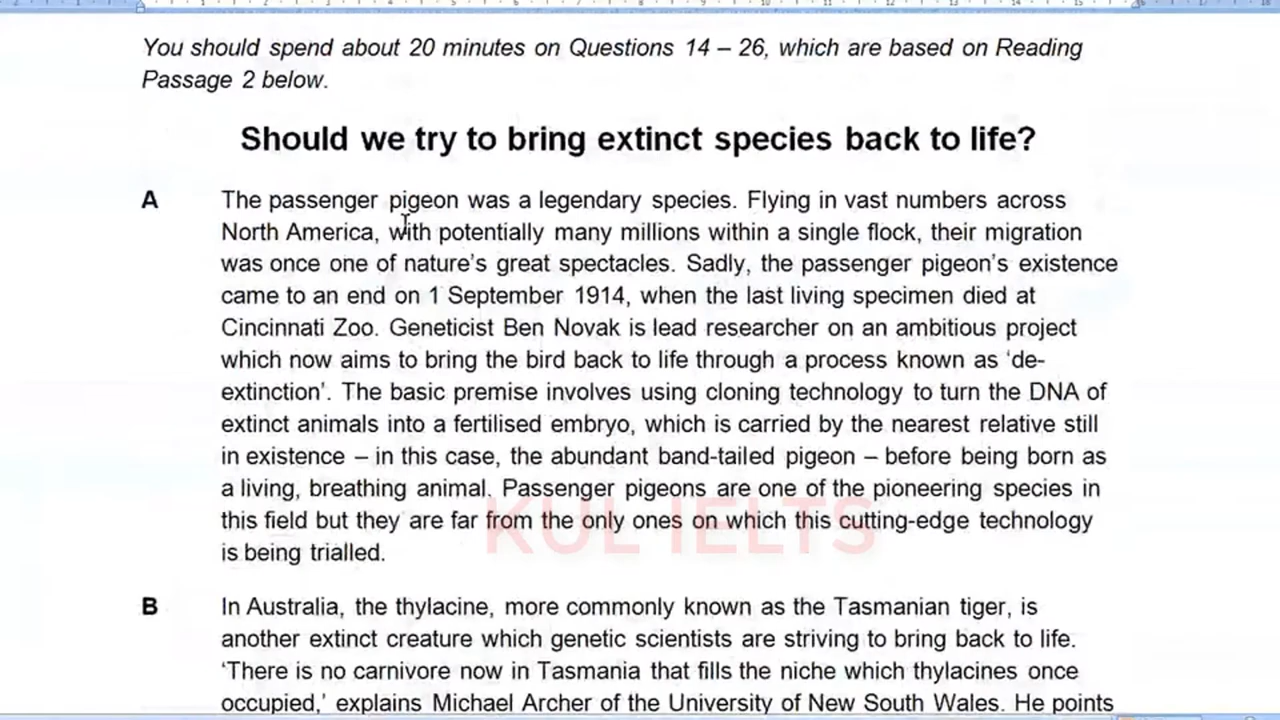 You should spend about 20 minutes on Questions 14 – 26, which are based on Reading
Passage 2 below.
Should we try to bring extinct species back to life?
A The passenger pigeon was a legendary species. Flying in vast numbers across
North America, with potentially many millions within a single flock, their migration
was once one of nature’s great spectacles. Sadly, the passenger pigeon’s existence
came to an end on 1 September 1914, when the last living specimen died at
Cincinnati Zoo. Geneticist Ben Novak is lead researcher on an ambitious project
which now aims to bring the bird back to life through a process known as ‘de-
extinction’. The basic premise involves using cloning technology to turn the DNA of
extinct animals into a fertilised embryo, which is carried by the nearest relative still
in existence – in this case, the abundant band-tailed pigeon – before being born as
a living, breathing animal. Passenger pigeons are one of the pioneering species in
this field but they are far from the only ones on which this cutting-edge technology
is being trialled.
KUL IELTS
B In Australia, the thylacine, more commonly known as the Tasmanian tiger, is
another extinct creature which genetic scientists are striving to bring back to life.
‘There is no carnivore now in Tasmania that fills the niche which thylacines once
occupied,’ explains Michael Archer of the University of New South Wales. He points